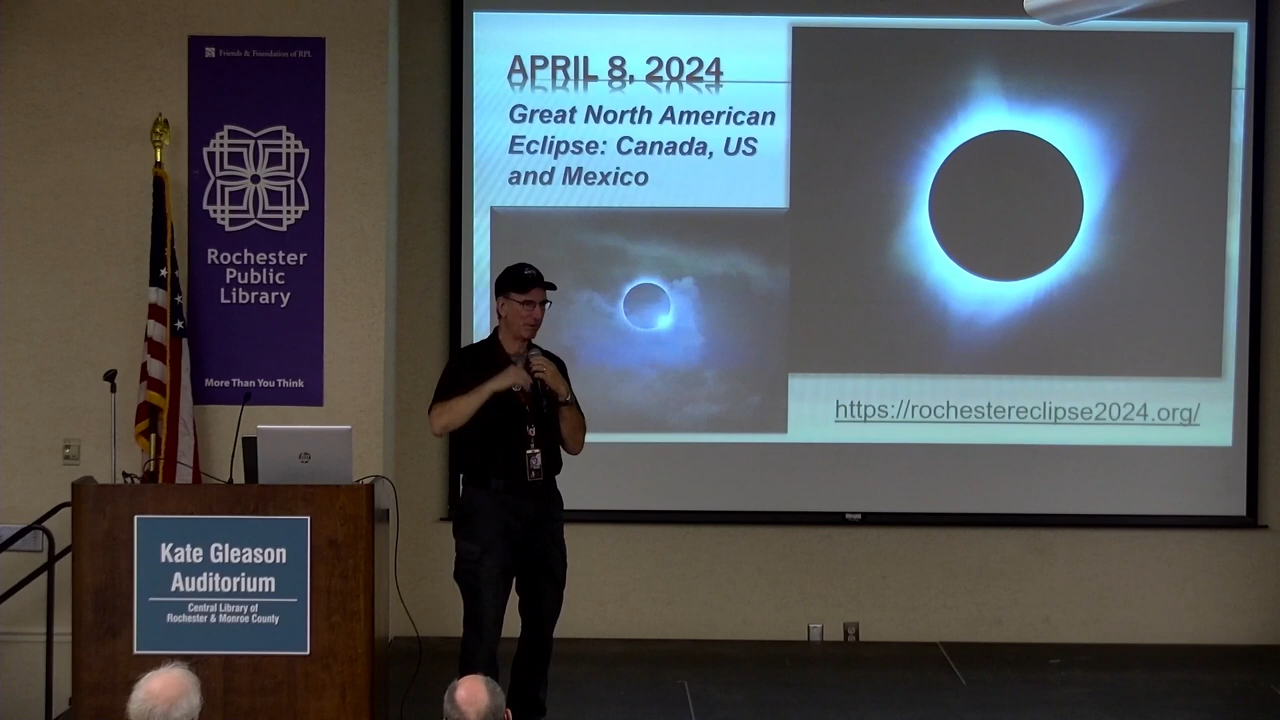 Friends & Foundation of RPL
Rochester
Public
Library
More Than You Think
APRIL 8, 2024
Great North American
Eclipse: Canada, US
and Mexico
https://rochestereclipse2024.org/
hp
Kate Gleason
Auditorium
Central Library of
Rochester & Monroe County